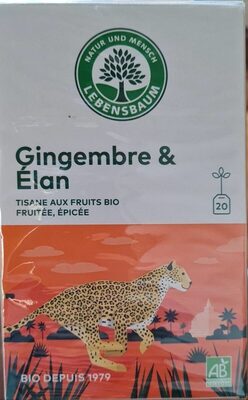 NATUR UND MENSCH
LEBENSBAUM
Gingembre &
Élan
TISANE AUX FRUITS BIO
FRUITÉE, ÉPICÉE
20
BIO DEPUIS 1979
AB